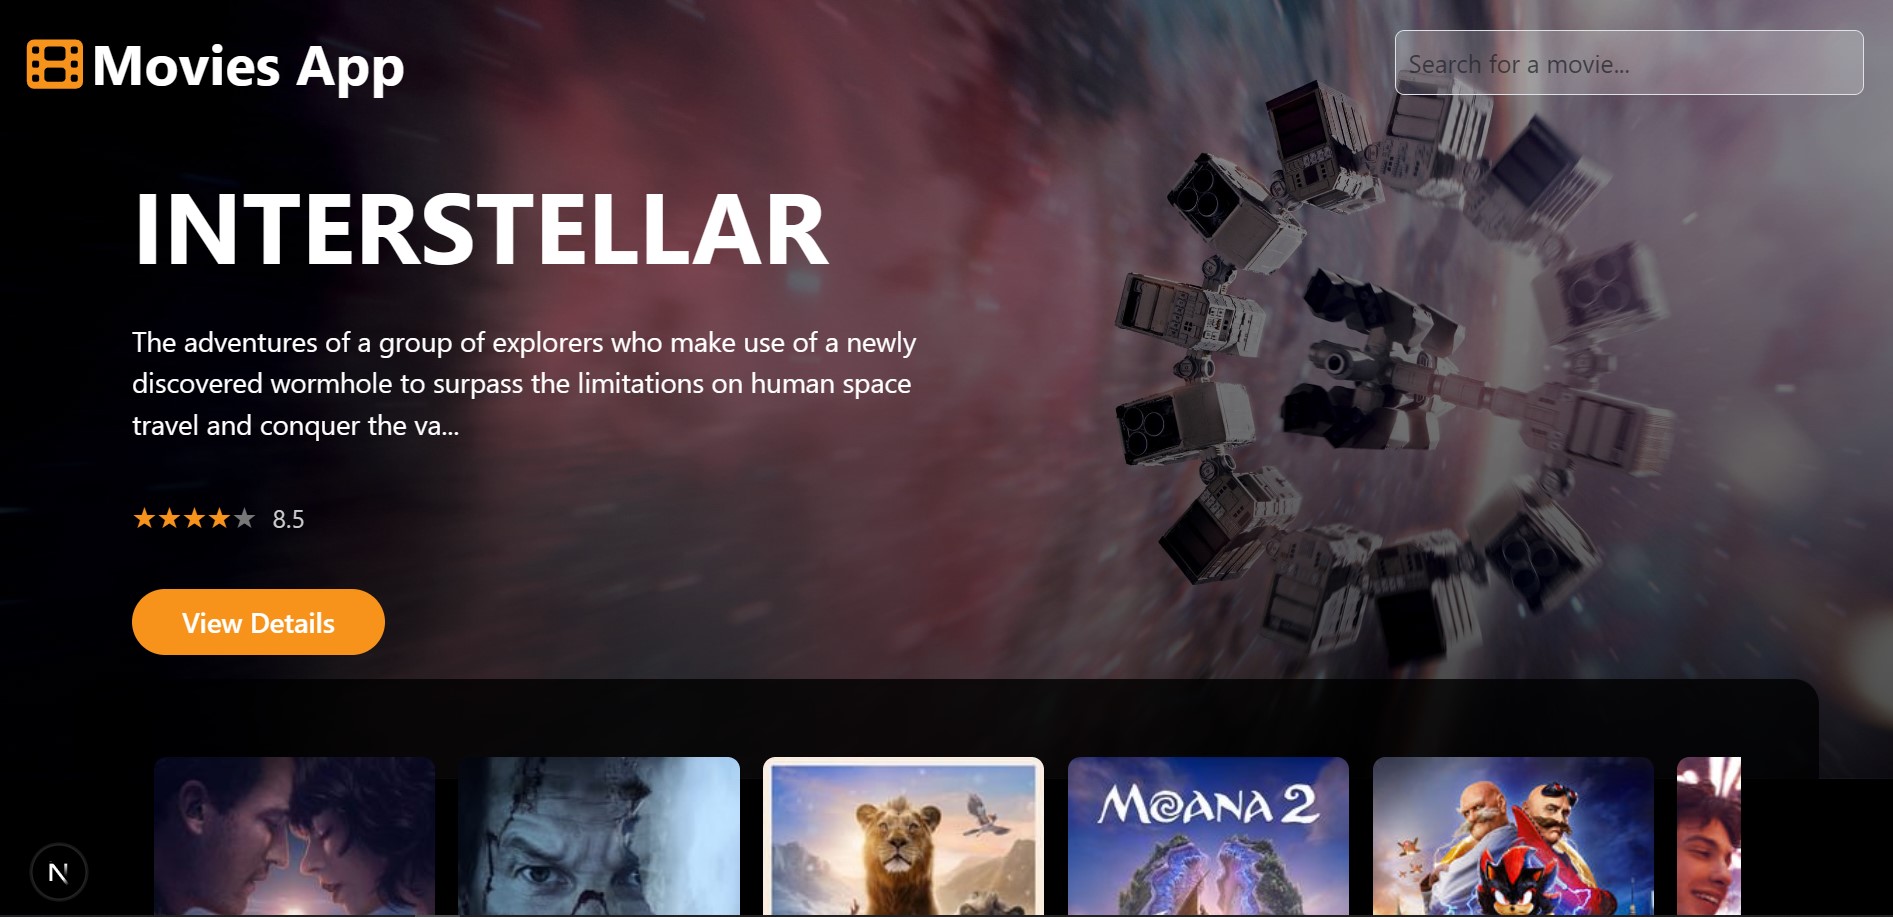 Movies App
Search for a movie...
INTERSTELLAR
The adventures of a group of explorers who make use of a newly
discovered wormhole to surpass the limitations on human space
travel and conquer the va...
8.5
View Details
MOANA 2
N